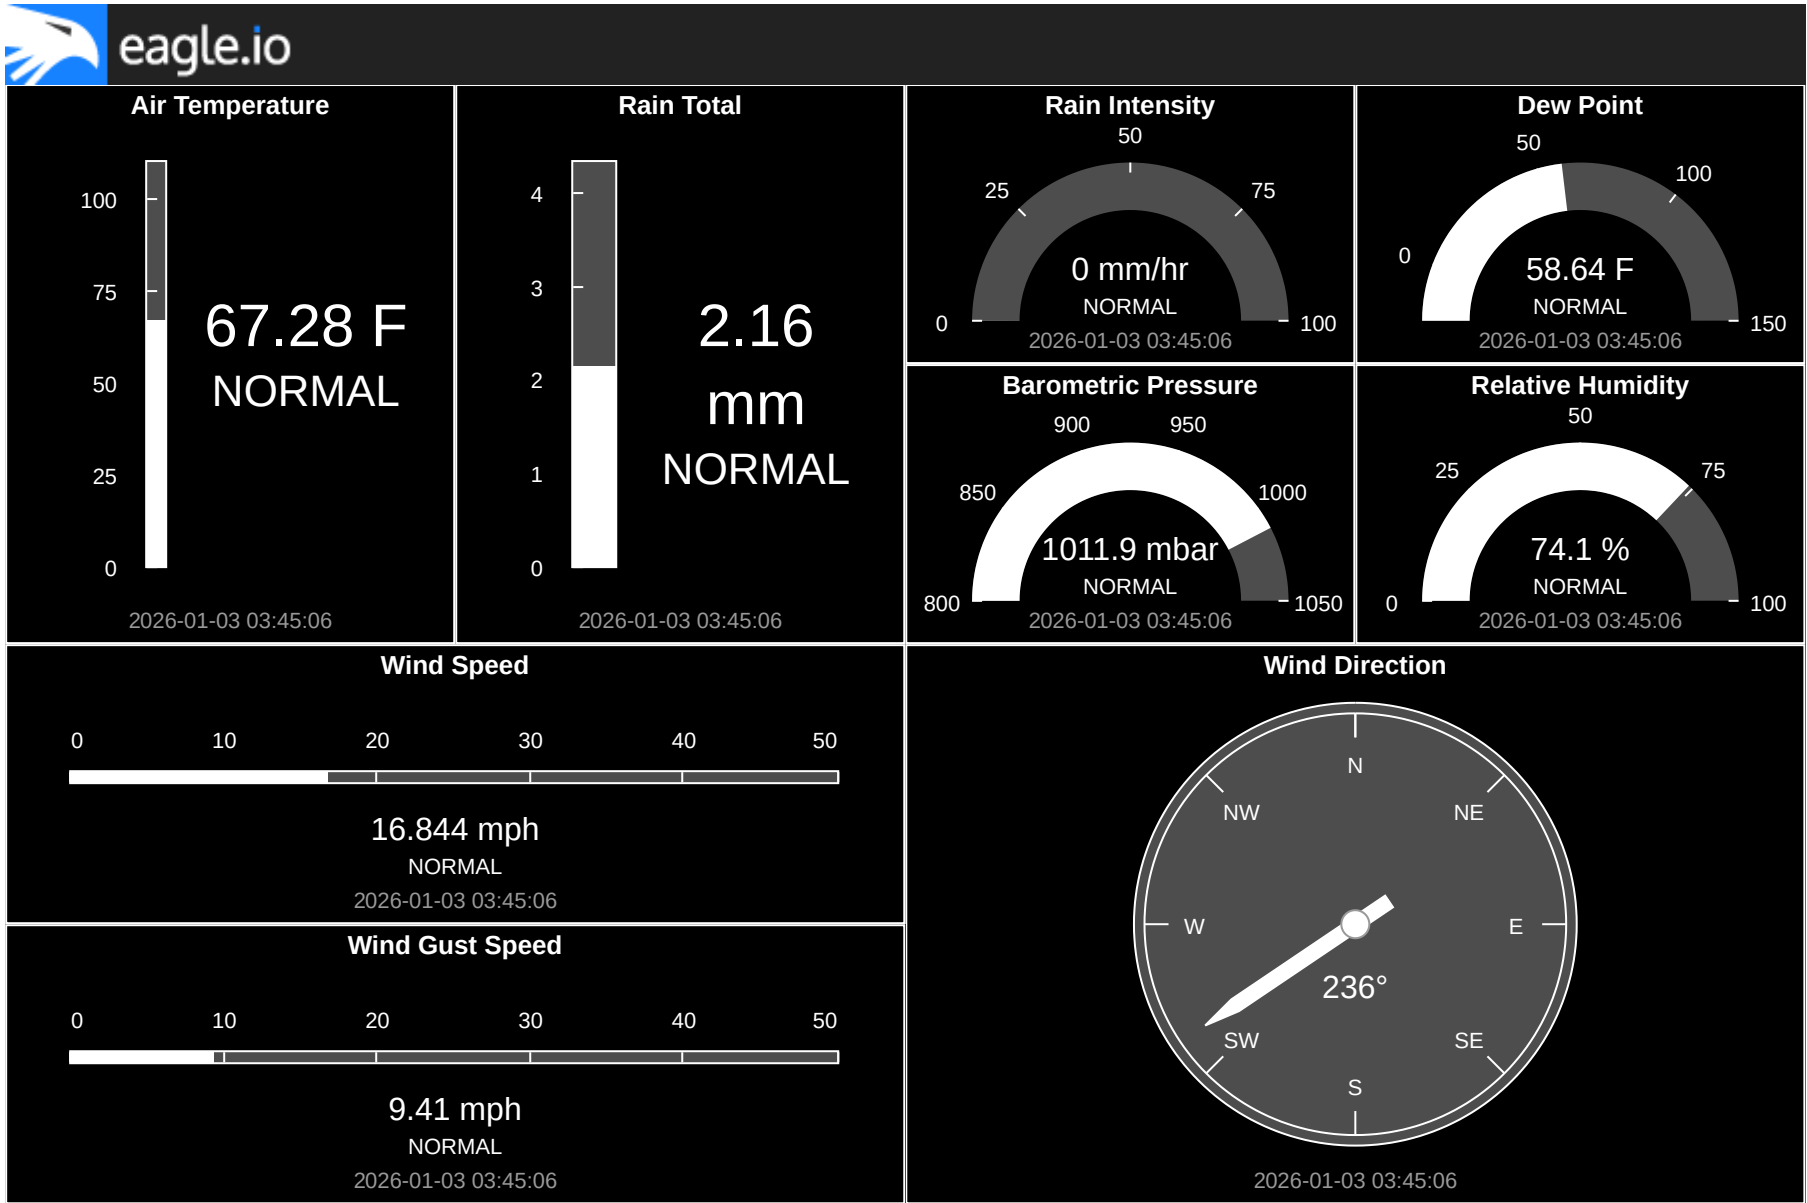 eagle.io
Air Temperature
100
75
50
25
0
67.28 F
NORMAL
2026-01-03 03:45:06
Rain Total
4
3
2
1
0
2.16
mm
NORMAL
2026-01-03 03:45:06
Rain Intensity
50
25
75
0
100
0 mm/hr
NORMAL
2026-01-03 03:45:06
Dew Point
50
100
0
150
58.64 F
NORMAL
2026-01-03 03:45:06
Barometric Pressure
900
950
850
1000
800
1050
1011.9 mbar
NORMAL
2026-01-03 03:45:06
Relative Humidity
50
25
75
0
100
74.1 %
NORMAL
2026-01-03 03:45:06
Wind Speed
0 10 20 30 40 50
16.844 mph
NORMAL
2026-01-03 03:45:06
Wind Gust Speed
0 10 20 30 40 50
9.41 mph
NORMAL
2026-01-03 03:45:06
Wind Direction
N
NW
NE
W
E
236°
SW
SE
S
2026-01-03 03:45:06